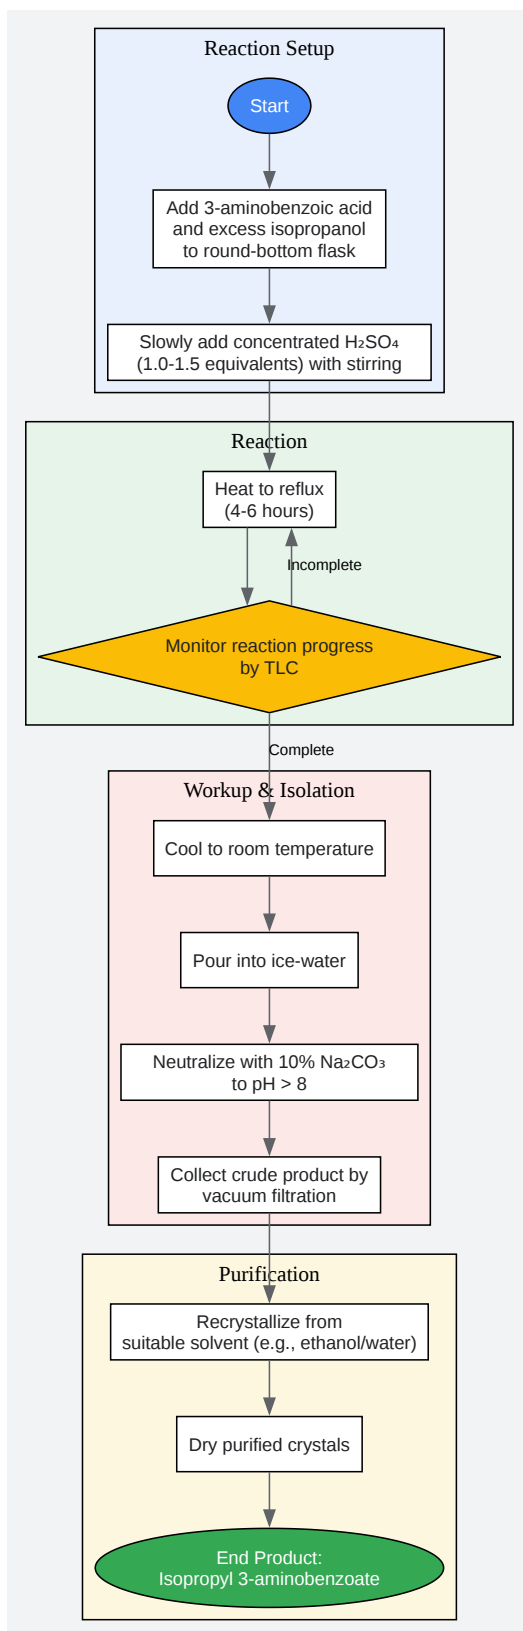 Reaction Setup
Start
Add 3-aminobenzoic acid
and excess isopropanol
to round-bottom flask
Slowly add concentrated H₂SO₄
(1.0-1.5 equivalents) with stirring
Reaction
Heat to reflux
(4-6 hours)
Incomplete
Monitor reaction progress
by TLC
Complete
Workup & Isolation
Cool to room temperature
Pour into ice-water
Neutralize with 10% Na₂CO₃
to pH > 8
Collect crude product by
vacuum filtration
Purification
Recrystallize from
suitable solvent (e.g., ethanol/water)
Dry purified crystals
End Product:
Isopropyl 3-aminobenzoate